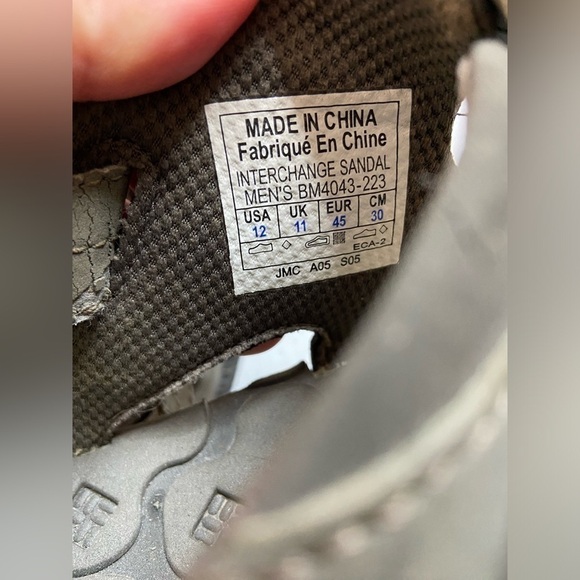 MADE IN CHINA
Fabriqué En Chine
INTERCHANGE SANDAL
MEN'S BM4043-223
USA UK EUR CM
12 11 45 30
ECA-2
JMC A05 S05